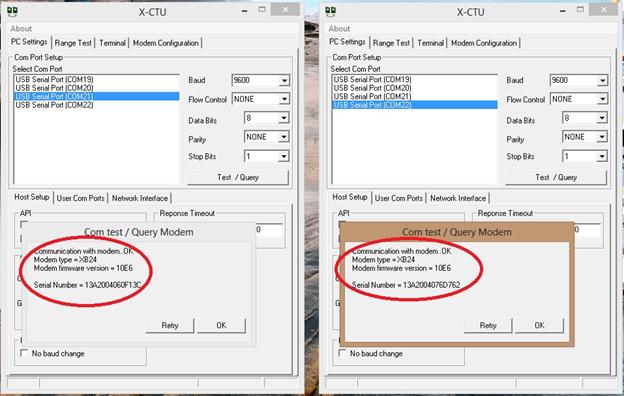 X-CTU
About
PC Settings Range Test Terminal Modem Configuration
Com Port Setup
Select Com Port
USB Serial Port (COM19)
USB Serial Port (COM20)
USB Serial Port (COM21)
USB Serial Port (COM22)
Baud 9600
Flow Control NONE
Data Bits 8
Parity NONE
Stop Bits 1
Test / Query
Host Setup User Com Ports Network Interface
API
Reponse Timeout
Com test / Query Modem
Communication with modem..OK
Modem type = XB24
Modem firmware version = 10E6
Serial Number = 13A2004060F13C
Retry OK
No baud change
X-CTU
About
PC Settings Range Test Terminal Modem Configuration
Com Port Setup
Select Com Port
USB Serial Port (COM19)
USB Serial Port (COM20)
USB Serial Port (COM21)
USB Serial Port (COM22)
Baud 9600
Flow Control NONE
Data Bits 8
Parity NONE
Stop Bits 1
Test / Query
Host Setup User Com Ports Network Interface
API
Reponse Timeout
0
Com test / Query Modem
Communication with modem..OK
Modem type = XB24
Modem firmware version = 10E6
Serial Number = 13A2004076D762
Retry OK
No baud change